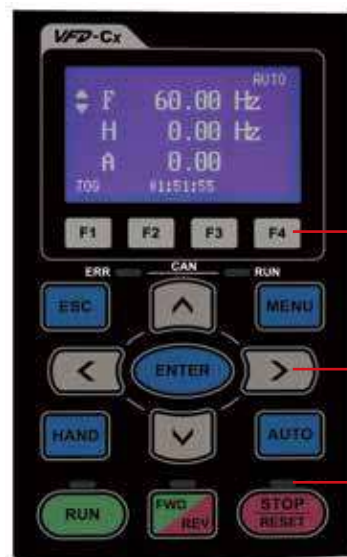 VFD-Cx
AUTO
F 60.00 Hz
H 0.00 Hz
A 0.00
JOG 01:51:55
F1 F2 F3 F4
ERR CAN RUN
ESC MENU
ENTER
HAND AUTO
RUN FWD REV STOP RESET